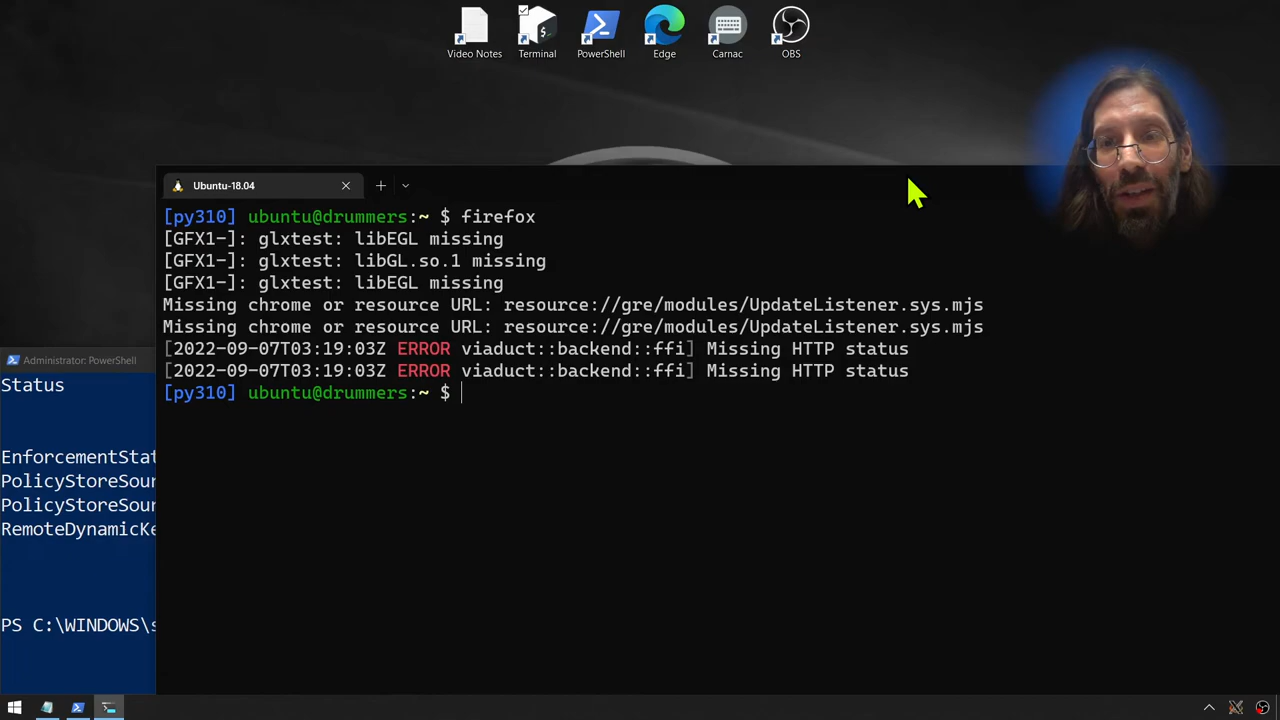 Video Notes
Terminal
PowerShell
Edge
Carnac
OBS
Ubuntu-18.04
[py310] ubuntu@drummers:~ $ firefox
[GFX1-]: glxtest: libEGL missing
[GFX1-]: glxtest: libGL.so.1 missing
[GFX1-]: glxtest: libEGL missing
Missing chrome or resource URL: resource://gre/modules/UpdateListener.sys.mjs
Missing chrome or resource URL: resource://gre/modules/UpdateListener.sys.mjs
[2022-09-07T03:19:03Z ERROR viaduct::backend::ffi] Missing HTTP status
[2022-09-07T03:19:03Z ERROR viaduct::backend::ffi] Missing HTTP status
[py310] ubuntu@drummers:~ $
Administrator: PowerShell
Status
EnforcementStat
PolicyStoreSour
PolicyStoreSour
RemoteDynamicKe
PS C:\WINDOWS\s